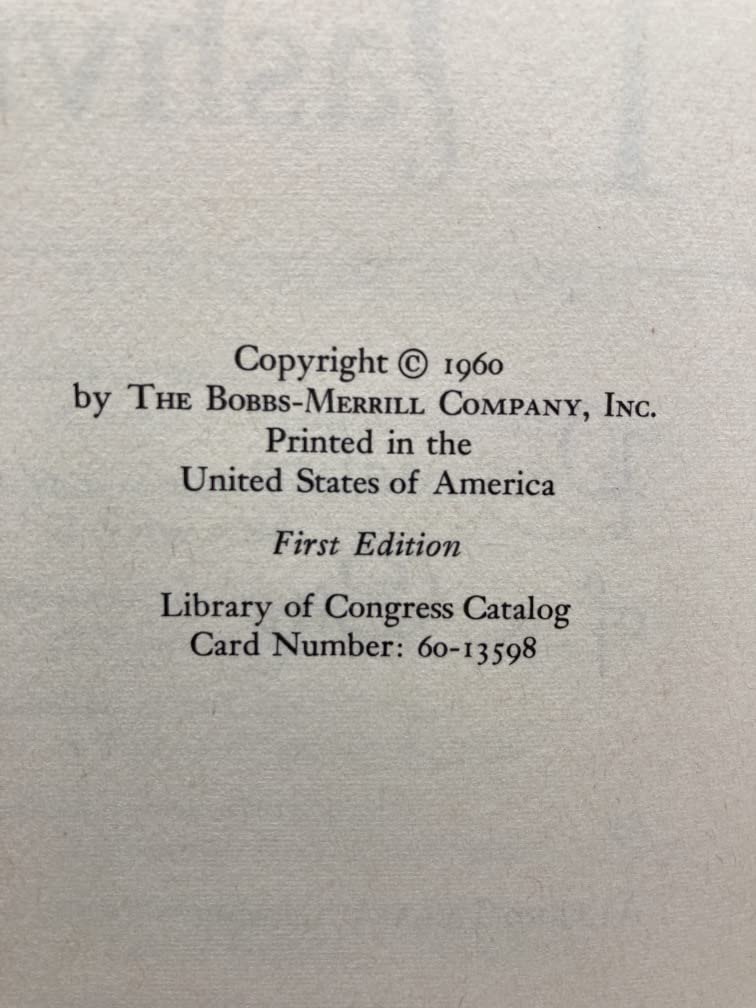 Copyright © 1960
by THE BOBBS-MERRILL COMPANY, INC.
Printed in the
United States of America
First Edition
Library of Congress Catalog
Card Number: 60-13598